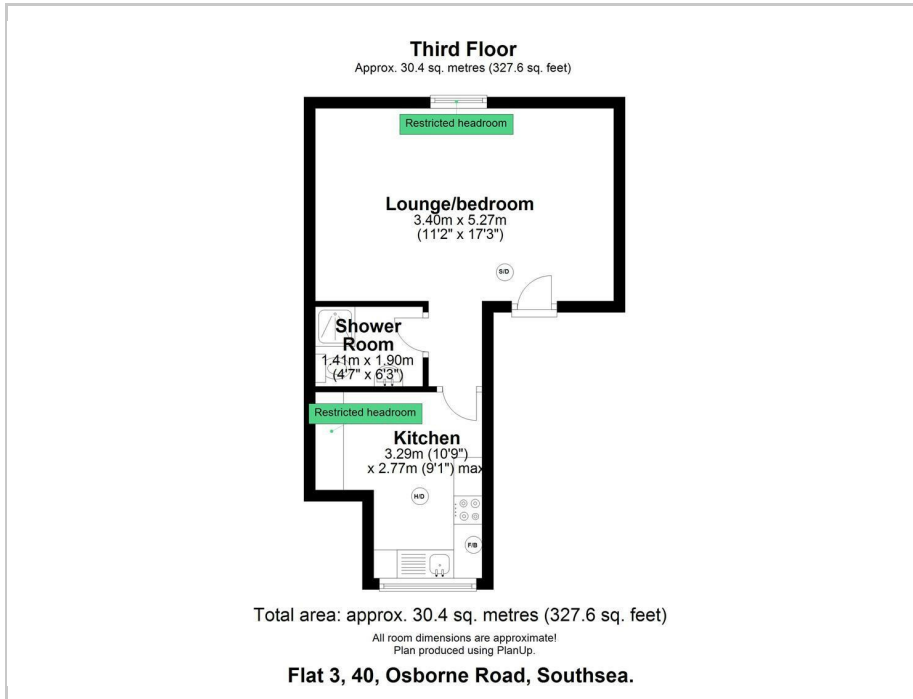 Third Floor
Approx. 30.4 sq. metres (327.6 sq. feet)
Restricted headroom
Lounge/bedroom
3.40m x 5.27m
(11'2" x 17'3")
S/D
Shower
Room
1.41m x 1.90m
(4'7" x 6'3")
Restricted headroom
Kitchen
3.29m (10'9")
x 2.77m (9'1") max
H/D
F/B
Total area: approx. 30.4 sq. metres (327.6 sq. feet)
All room dimensions are approximate!
Plan produced using PlanUp.
Flat 3, 40, Osborne Road, Southsea.